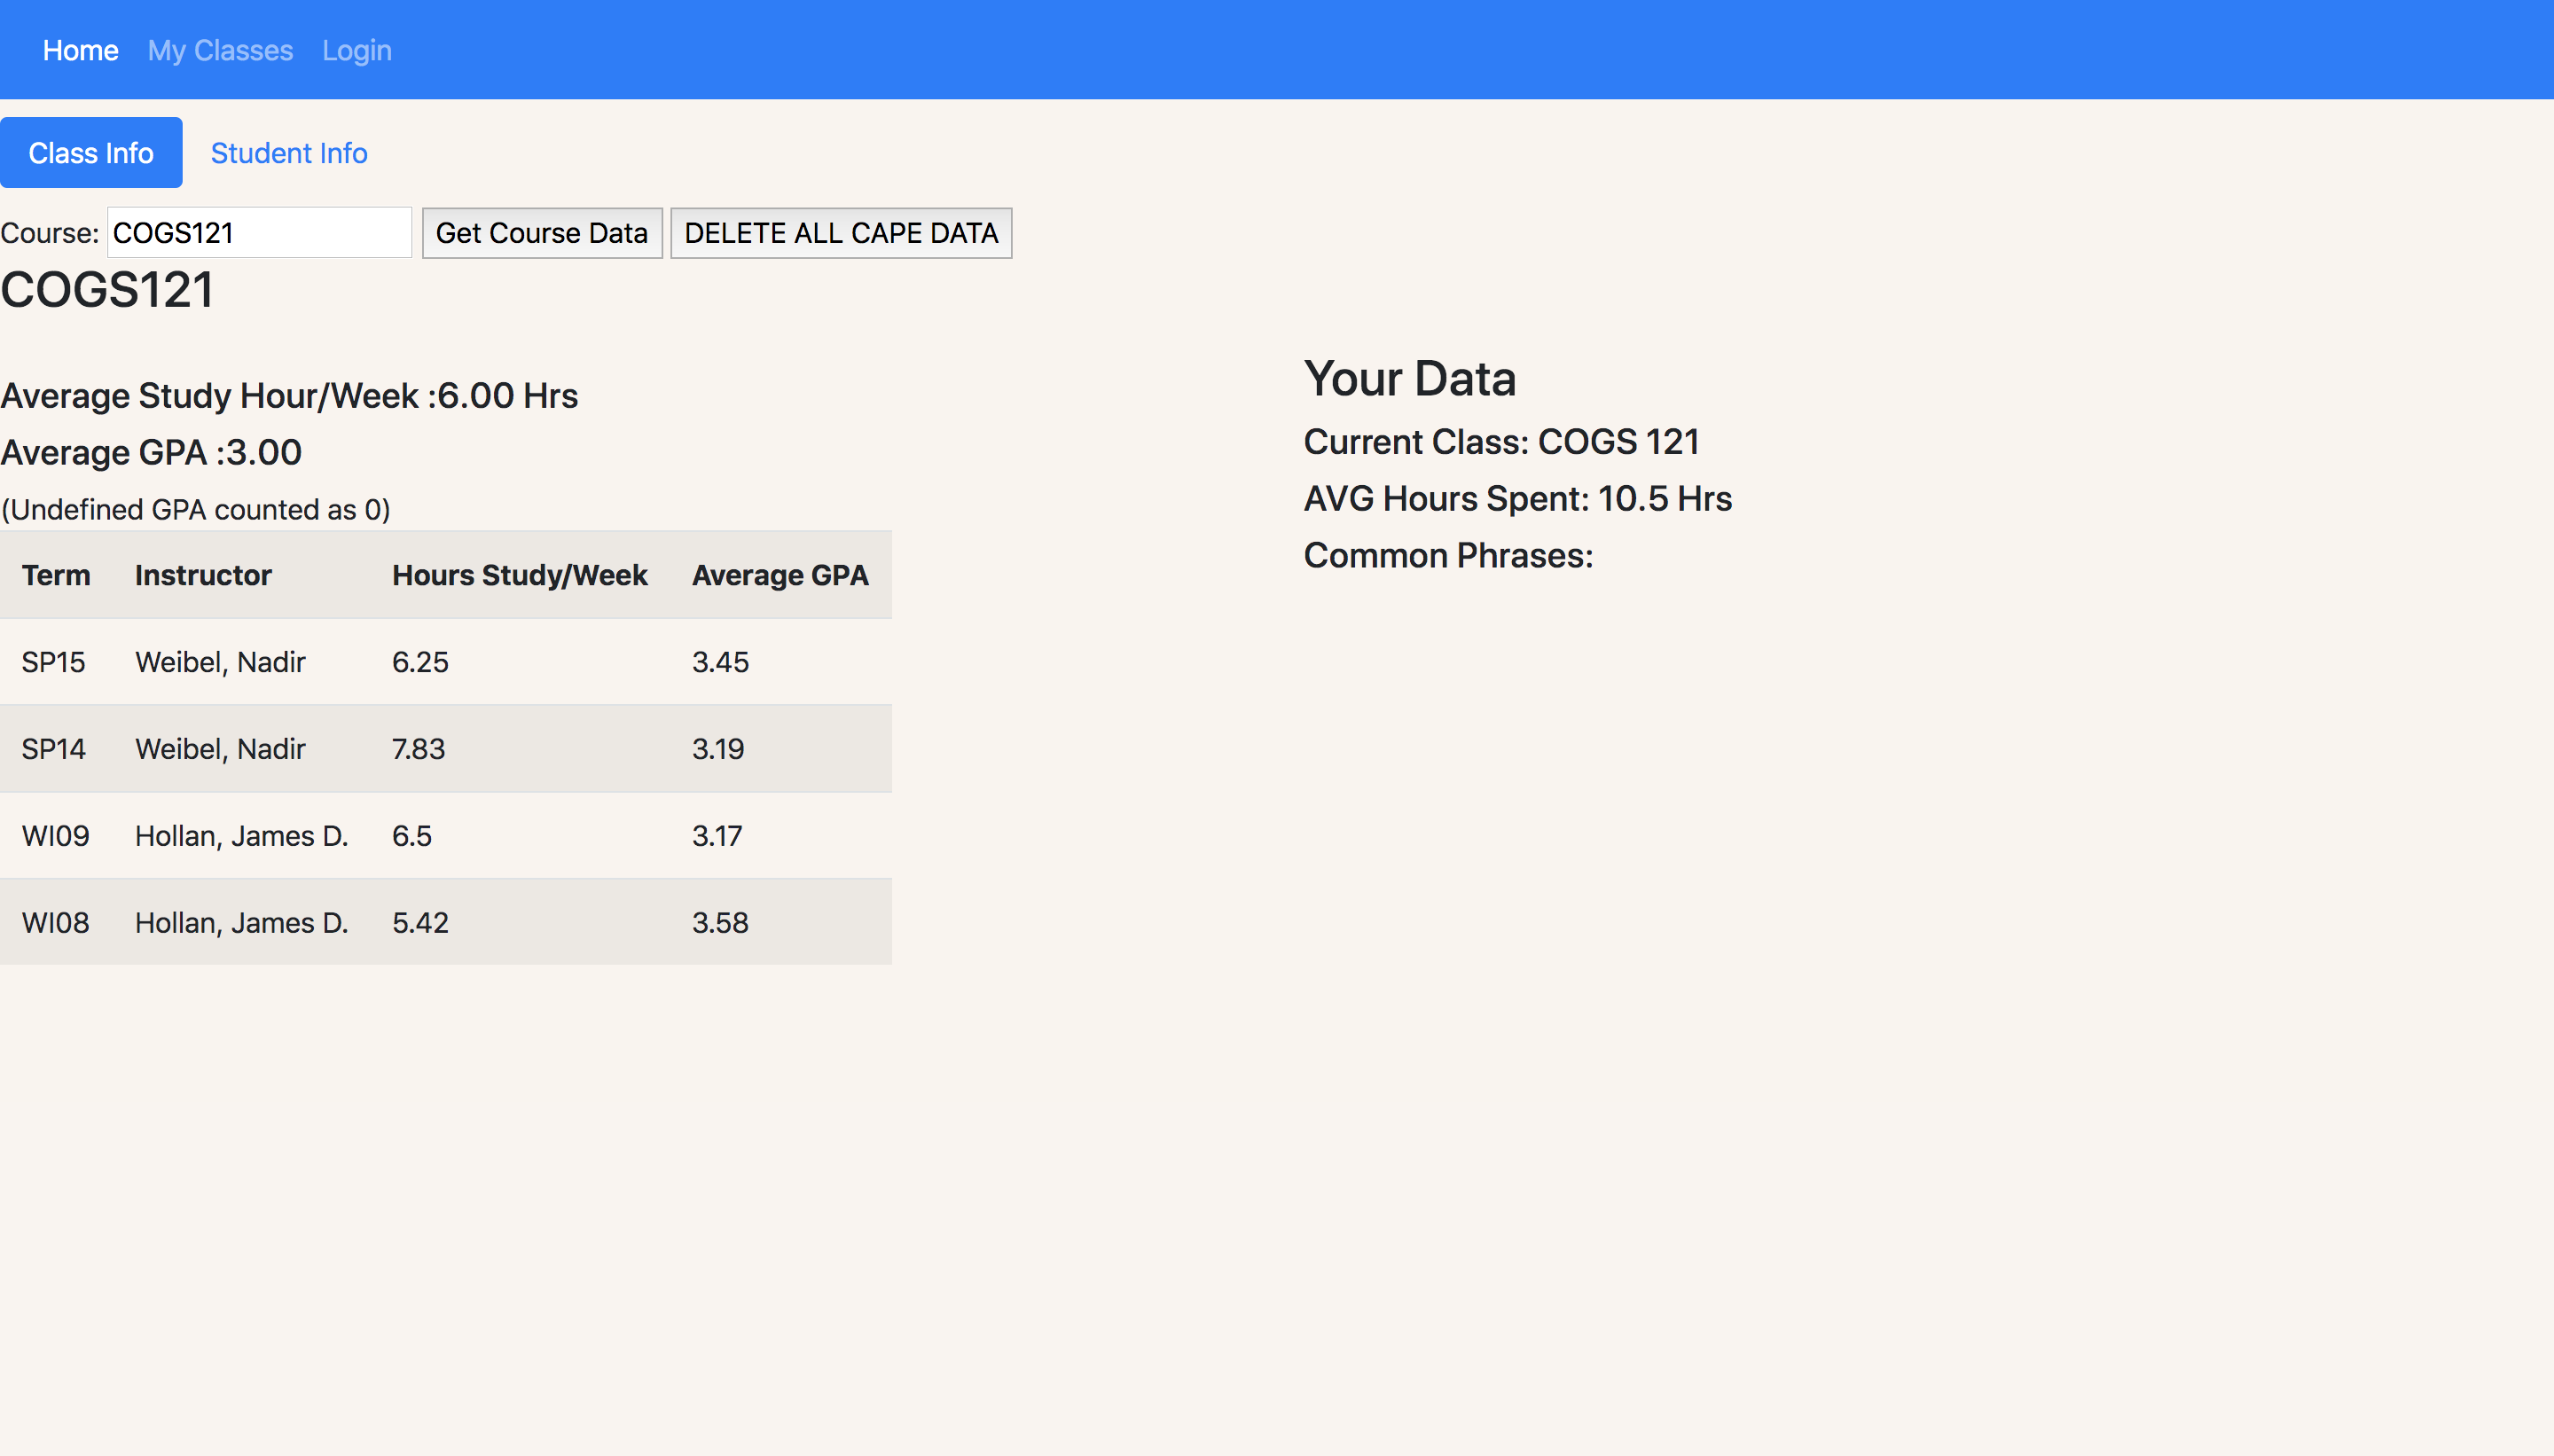 Home My Classes Login
Class Info Student Info
Course: COGS121 Get Course Data DELETE ALL CAPE DATA
COGS121
Average Study Hour/Week :6.00 Hrs
Average GPA :3.00
(Undefined GPA counted as 0)
Term Instructor Hours Study/Week Average GPA
SP15 Weibel, Nadir 6.25 3.45
SP14 Weibel, Nadir 7.83 3.19
WI09 Hollan, James D. 6.5 3.17
WI08 Hollan, James D. 5.42 3.58
Your Data
Current Class: COGS 121
AVG Hours Spent: 10.5 Hrs
Common Phrases: